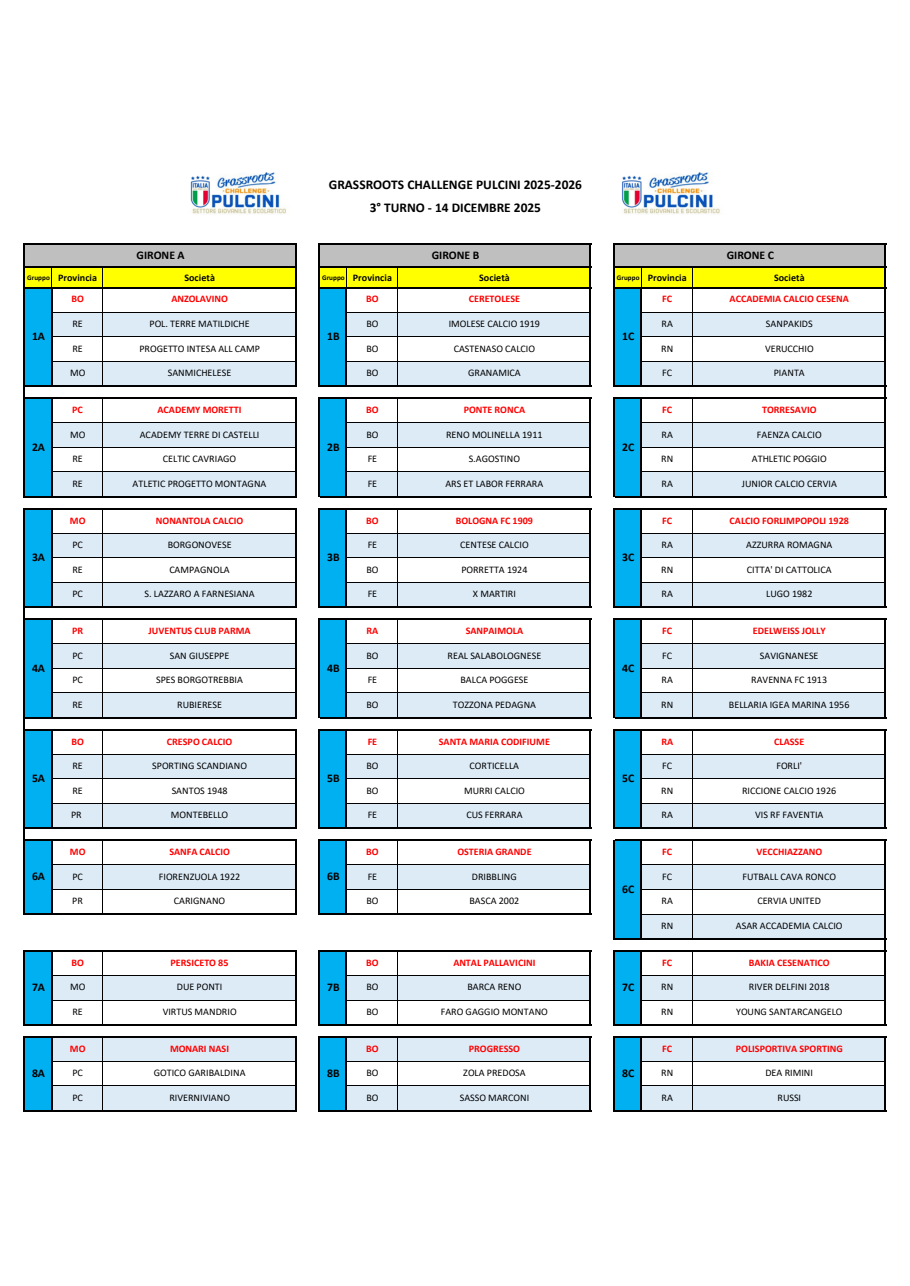 ITALIA
Grassroots
CHALLENGE
PULCINI
SETTORE GIOVANILE E SCOLASTICO
GRASSROOTS CHALLENGE PULCINI 2025-2026
3° TURNO - 14 DICEMBRE 2025
ITALIA
Grassroots
CHALLENGE
PULCINI
SETTORE GIOVANILE E SCOLASTICO
GIRONE A
Gruppo Provincia Società
1A
BO ANZOLAVINO
RE POL. TERRE MATILDICHE
RE PROGETTO INTESA ALL CAMP
MO SANMICHELESE
2A
PC ACADEMY MORETTI
MO ACADEMY TERRE DI CASTELLI
RE CELTIC CAVRIAGO
RE ATLETIC PROGETTO MONTAGNA
3A
MO NONANTOLA CALCIO
PC BORGONOVESE
RE CAMPAGNOLA
PC S. LAZZARO A FARNESIANA
4A
PR JUVENTUS CLUB PARMA
PC SAN GIUSEPPE
PC SPES BORGOTREBBIA
RE RUBIERESE
5A
BO CRESPO CALCIO
RE SPORTING SCANDIANO
RE SANTOS 1948
PR MONTEBELLO
6A
MO SANFA CALCIO
PC FIORENZUOLA 1922
PR CARIGNANO
7A
BO PERSICETO 85
MO DUE PONTI
RE VIRTUS MANDRIO
8A
MO MONARI NASI
PC GOTICO GARIBALDINA
PC RIVERNIVIANO
GIRONE B
Gruppo Provincia Società
1B
BO CERETOLESE
BO IMOLESE CALCIO 1919
BO CASTENASO CALCIO
BO GRANAMICA
2B
BO PONTE RONCA
BO RENO MOLINELLA 1911
FE S.AGOSTINO
FE ARS ET LABOR FERRARA
3B
BO BOLOGNA FC 1909
FE CENTESE CALCIO
BO PORRETTA 1924
FE X MARTIRI
4B
RA SANPAIMOLA
BO REAL SALABOLOGNESE
FE BALCA POGGESE
BO TOZZONA PEDAGNA
5B
FE SANTA MARIA CODIFIUME
BO CORTICELLA
BO MURRI CALCIO
FE CUS FERRARA
6B
BO OSTERIA GRANDE
FE DRIBBLING
BO BASCA 2002
7B
BO ANTAL PALLAVICINI
BO BARCA RENO
BO FARO GAGGIO MONTANO
8B
BO PROGRESSO
BO ZOLA PREDOSA
BO SASSO MARCONI
GIRONE C
Gruppo Provincia Società
1C
FC ACCADEMIA CALCIO CESENA
RA SANPAKIDS
RN VERUCCHIO
FC PIANTA
2C
FC TORRESAVIO
RA FAENZA CALCIO
RN ATHLETIC POGGIO
RA JUNIOR CALCIO CERVIA
3C
FC CALCIO FORLIMPOPOLI 1928
RA AZZURRA ROMAGNA
RN CITTA' DI CATTOLICA
RA LUGO 1982
4C
FC EDELWEISS JOLLY
FC SAVIGNANESE
RA RAVENNA FC 1913
RN BELLARIA IGEA MARINA 1956
5C
RA CLASSE
FC FORLI'
RN RICCIONE CALCIO 1926
RA VIS RF FAVENTIA
6C
FC VECCHIAZZANO
FC FUTBALL CAVA RONCO
RA CERVIA UNITED
RN ASAR ACCADEMIA CALCIO
7C
FC BAKIA CESENATICO
RN RIVER DELFINI 2018
RN YOUNG SANTARCANGELO
8C
FC POLISPORTIVA SPORTING
RN DEA RIMINI
RA RUSSI